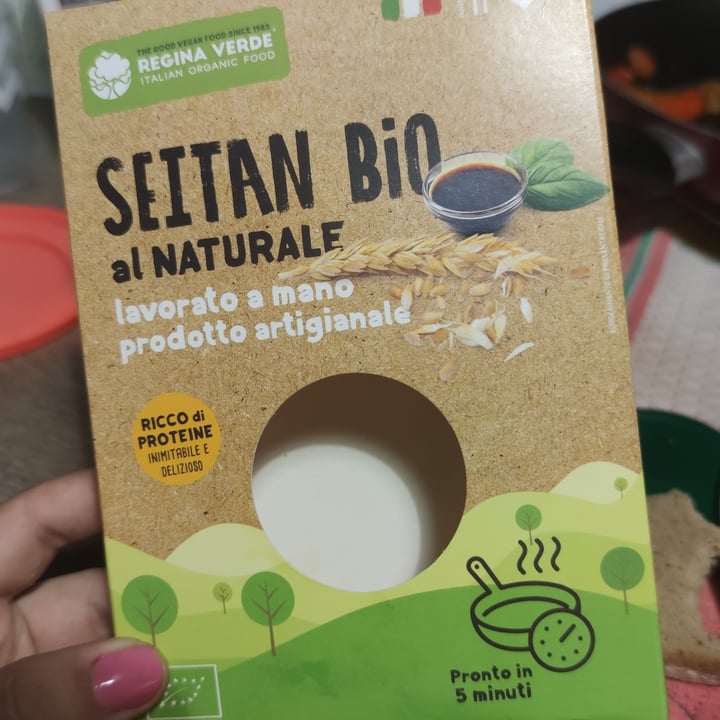 THE GOOD VEGAN FOOD SINCE 1985
REGINA VERDE
ITALIAN ORGANIC FOOD
SEITAN BiO
al NATURALE
lavorato a mano
prodotto artigianale
RICCO di
PROTEINE
INIMITABILE E
DELIZIOSO
Pronto in
5 minuti